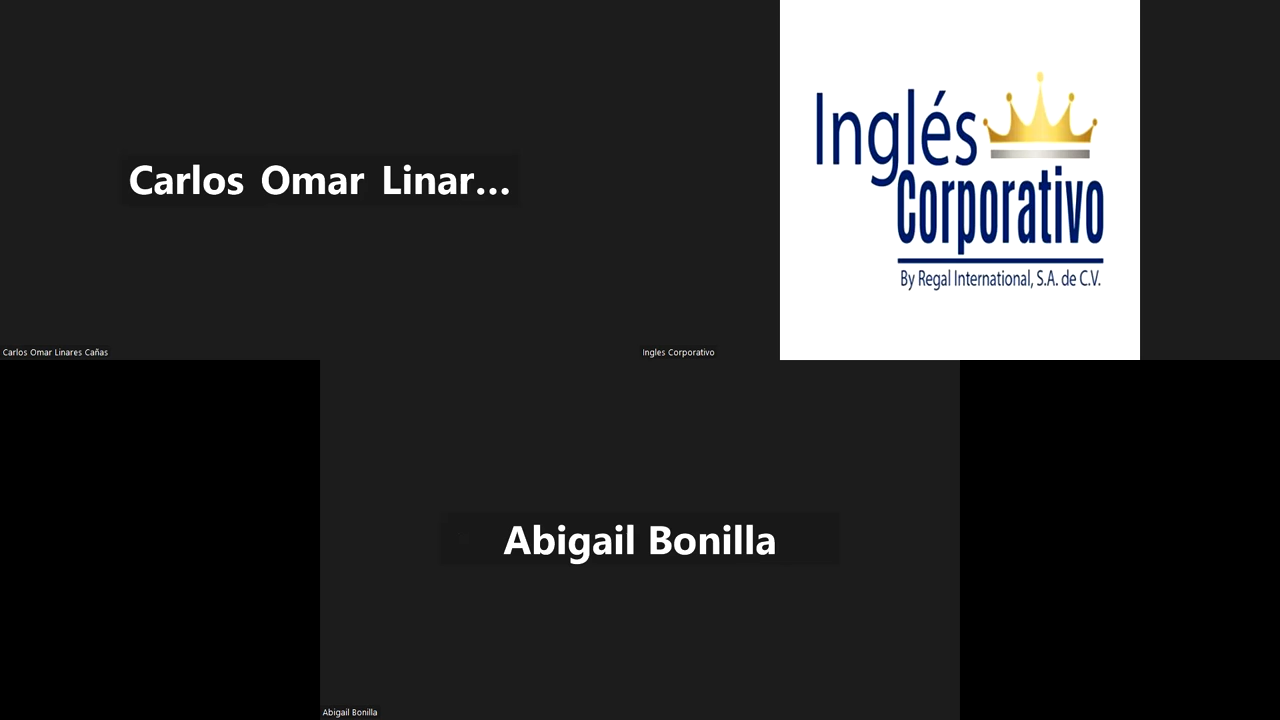 Carlos Omar Linar...
Carlos Omar Linares Cañas
Inglés
Corporativo
By Regal International, S.A. de C.V.
Ingles Corporativo
Abigail Bonilla
Abigail Bonilla